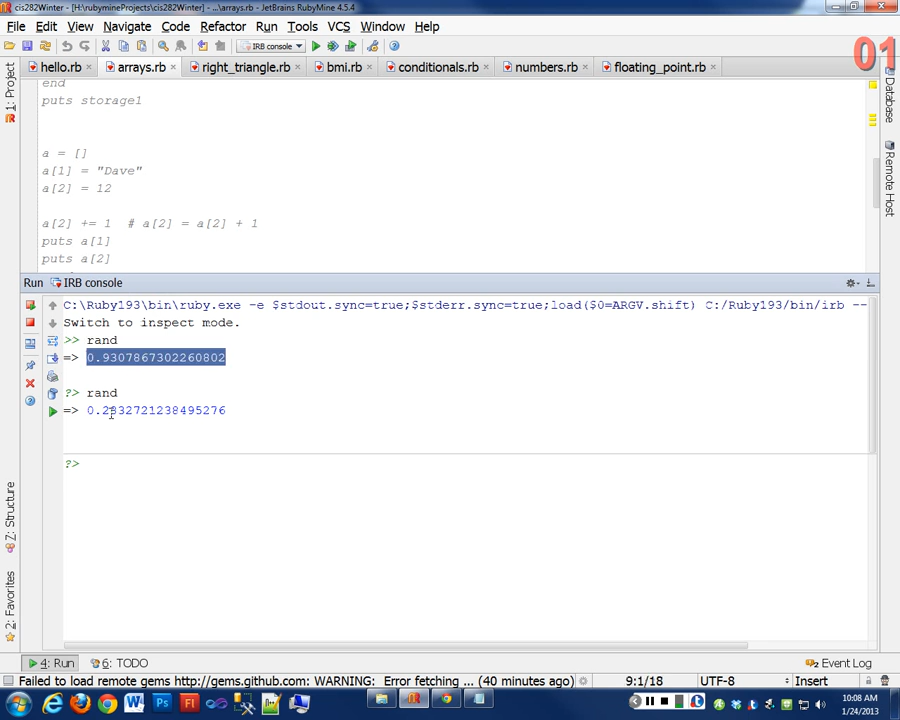 cis282Winter - [H:\rubymineProjects\cis282Winter] - ...\arrays.rb - JetBrains RubyMine 4.5.4
File Edit View Navigate Code Refactor Run Tools VCS Window Help
IRB console
01
hello.rb arrays.rb right_triangle.rb bmi.rb conditionals.rb numbers.rb floating_point.rb
1: Project
Database
Remote Host
end
puts storage1
a = []
a[1] = "Dave"
a[2] = 12
a[2] += 1 # a[2] = a[2] + 1
puts a[1]
puts a[2]
Run IRB console
C:\Ruby193\bin\ruby.exe -e $stdout.sync=true;$stderr.sync=true;load($0=ARGV.shift) C:/Ruby193/bin/irb --
Switch to inspect mode.
>> rand
=> 0.9307867302260802
?> rand
=> 0.2832721238495276
?>
Z: Structure
2: Favorites
4: Run 6: TODO Event Log
Failed to load remote gems http://gems.github.com: WARNING: Error fetching ... (40 minutes ago) 9:1/18 UTF-8 Insert
10:08 AM
1/24/2013